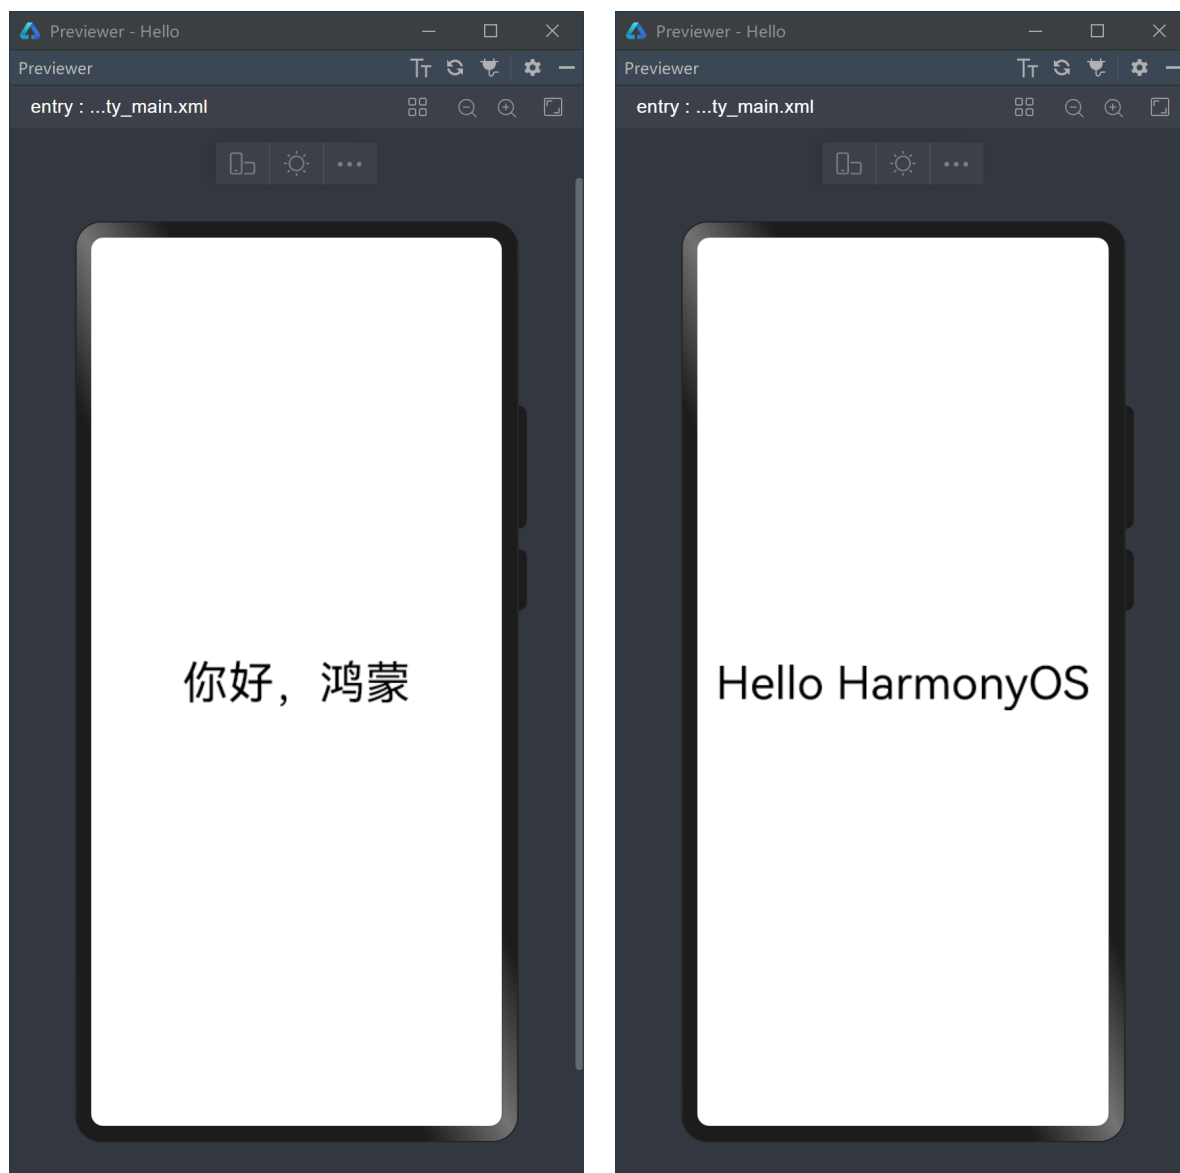 Previewer - Hello
Previewer
entry : ...ty_main.xml
你好，鸿蒙
Previewer - Hello
Previewer
entry : ...ty_main.xml
Hello HarmonyOS